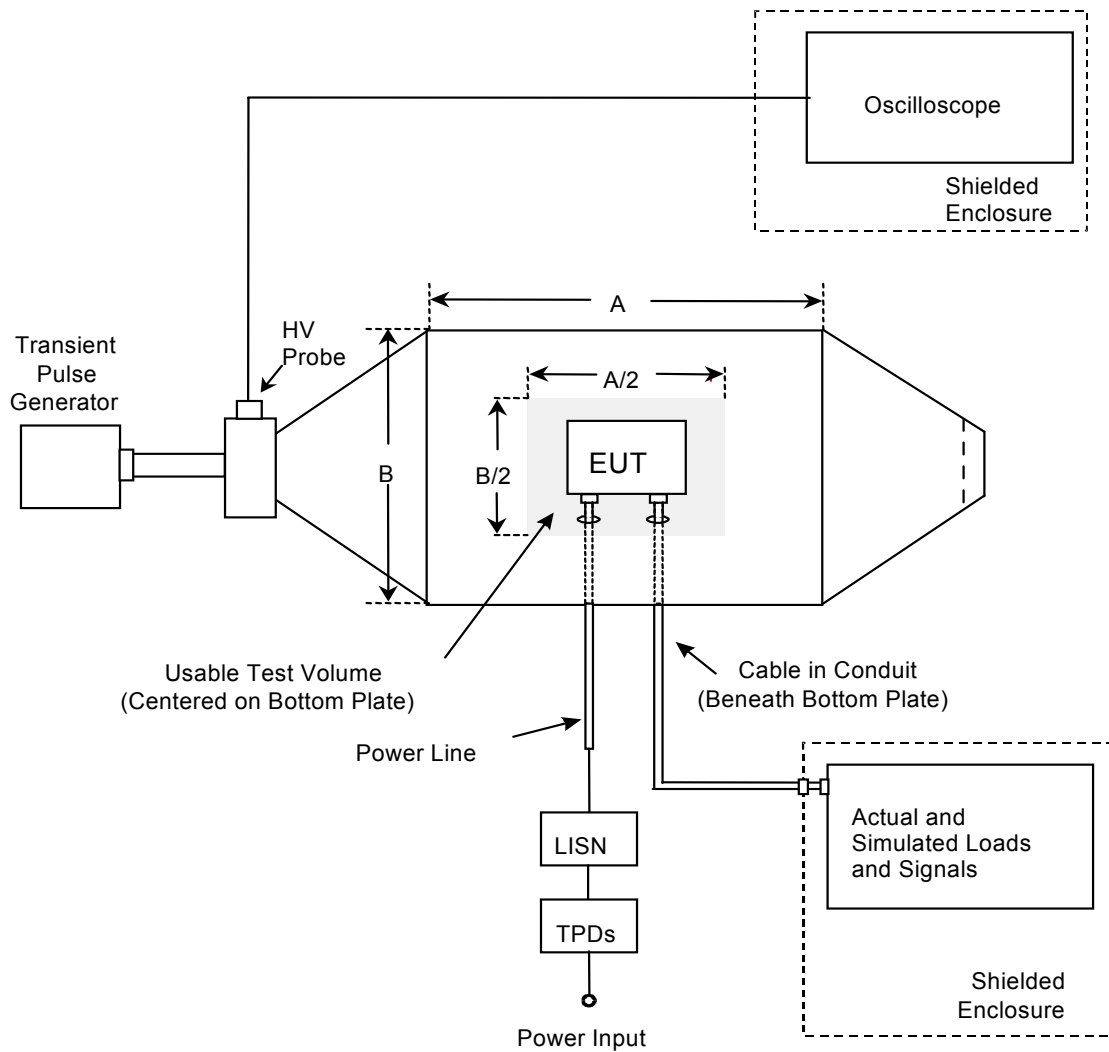 Oscilloscope
Shielded
Enclosure
A
HV
Probe
Transient
Pulse
Generator
A/2
B
B/2
EUT
Usable Test Volume
(Centered on Bottom Plate)
Cable in Conduit
(Beneath Bottom Plate)
Power Line
LISN
TPDs
Power Input
Actual and
Simulated Loads
and Signals
Shielded
Enclosure